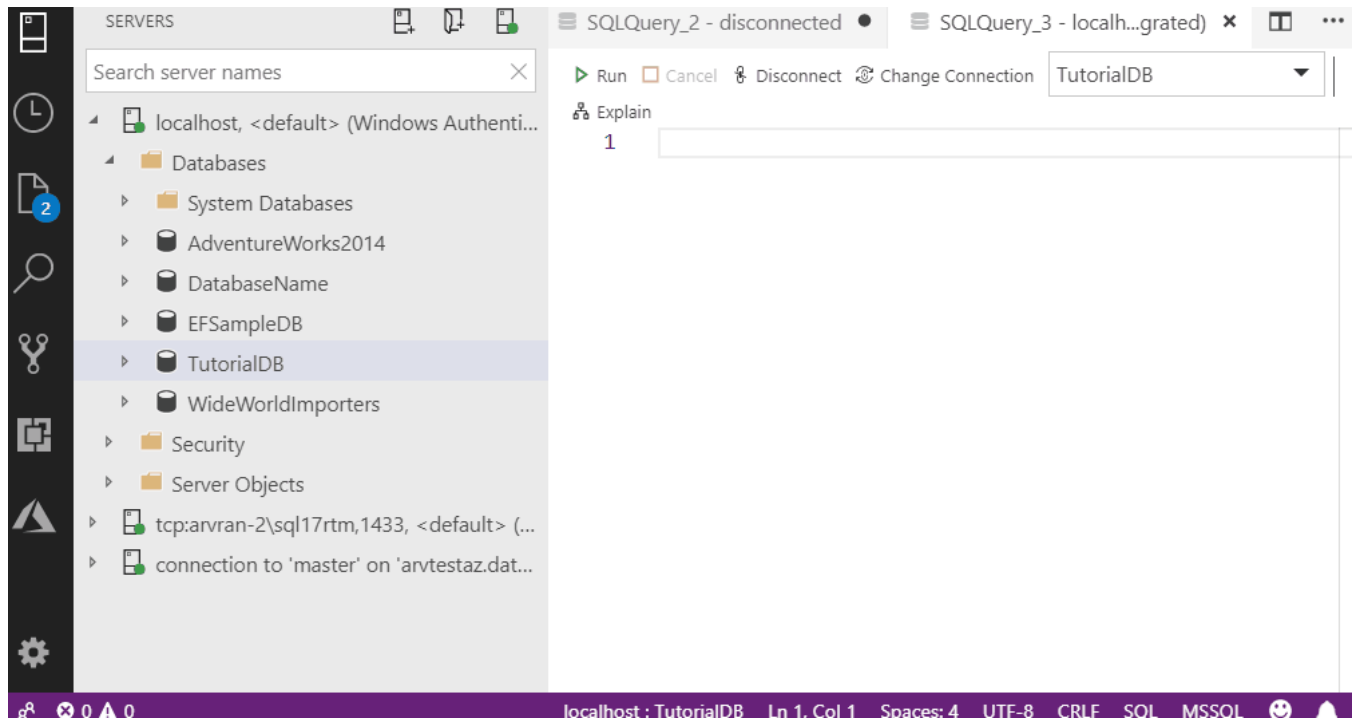 SERVERS
Search server names
localhost, <default> (Windows Authenti...
Databases
System Databases
AdventureWorks2014
DatabaseName
EFSampleDB
TutorialDB
WideWorldImporters
Security
Server Objects
tcp:arvran-2\sql17rtm,1433, <default> (...
connection to 'master' on 'arvtestaz.dat...
2
SQLQuery_2 - disconnected
SQLQuery_3 - localh...grated)
Run Cancel Disconnect Change Connection TutorialDB
Explain
1
0 0 localhost : TutorialDB Ln 1, Col 1 Spaces: 4 UTF-8 CRLF SQL MSSQL